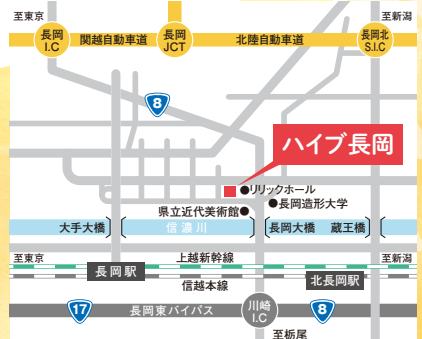 至東京
至新潟
長岡
I.C
関越自動車道
長岡
JCT
北陸自動車道
長岡北
S.I.C
8
ハイブ長岡
●リリックホール
●長岡造形大学
県立近代美術館●
大手大橋
信濃川
長岡大橋
蔵王橋
至東京
上越新幹線
至新潟
長岡駅
信越本線
北長岡駅
17
長岡東バイパス
川崎
I.C
8
至栃尾